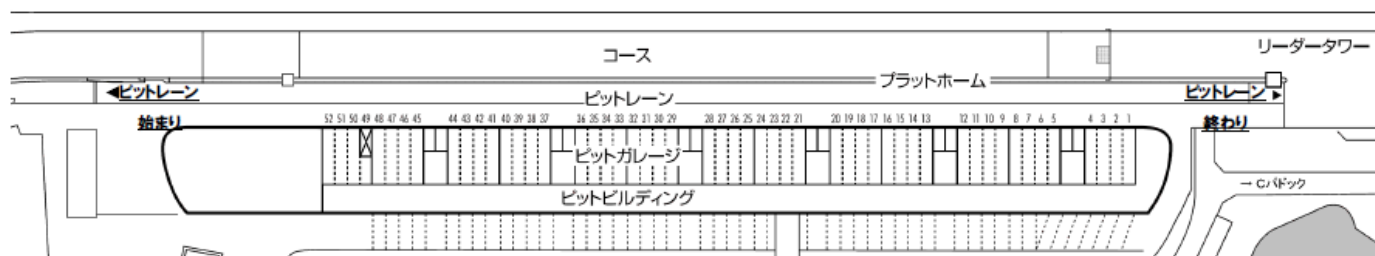 リーダータワー
コース
プラットホーム
◀ピットレーン
ピットレーン
ピットレーン▶
始まり
52 51 50 49 48 47 46 45 44 43 42 41 40 39 38 37 36 35 34 33 32 31 30 29 28 27 26 25 24 23 22 21 20 19 18 17 16 15 14 13 12 11 10 9 8 7 6 5 4 3 2 1
終わり
ピットガレージ
ピットビルディング
→ Cパドック